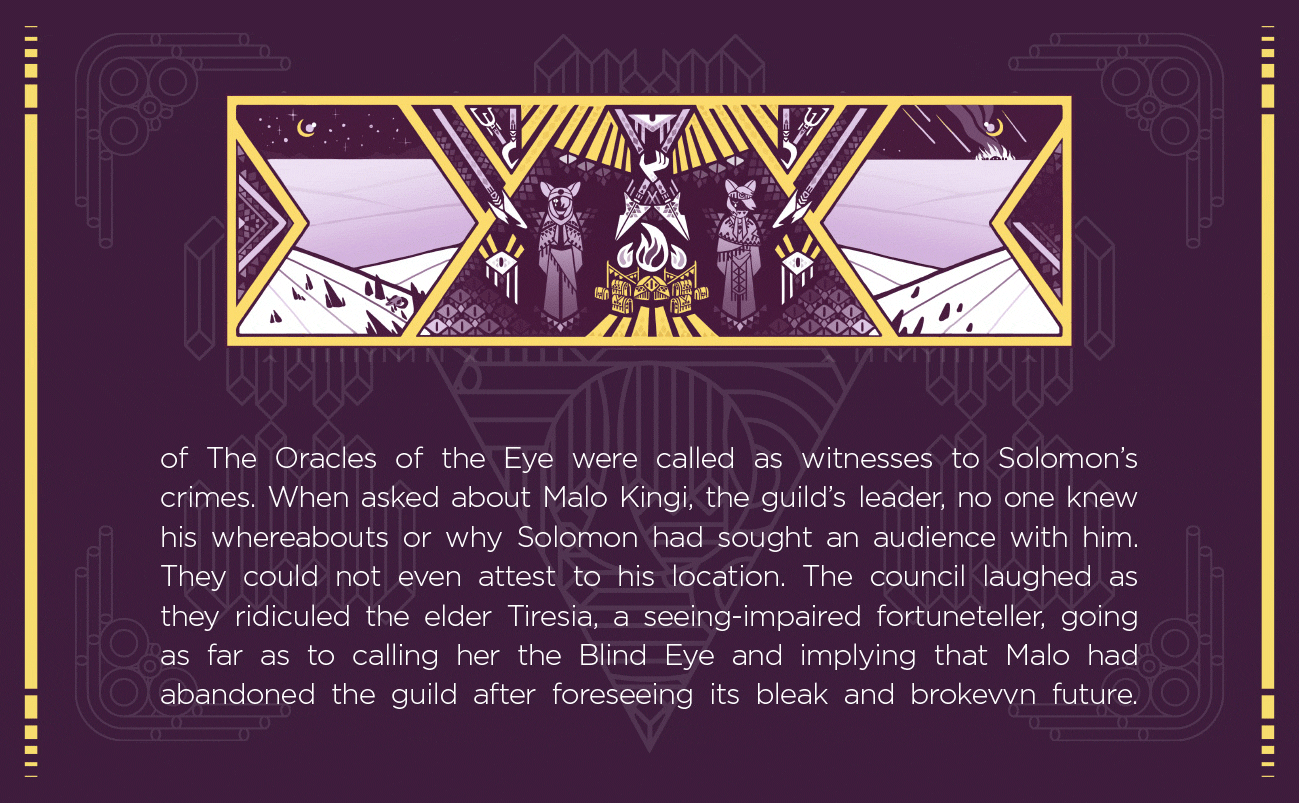 of The Oracles of the Eye were called as witnesses to Solomon’s
crimes. When asked about Malo Kingi, the guild’s leader, no one knew
his whereabouts or why Solomon had sought an audience with him.
They could not even attest to his location. The council laughed as
they ridiculed the elder Tiresia, a seeing-impaired fortuneteller, going
as far as to calling her the Blind Eye and implying that Malo had
abandoned the guild after foreseeing its bleak and brokevvn future.